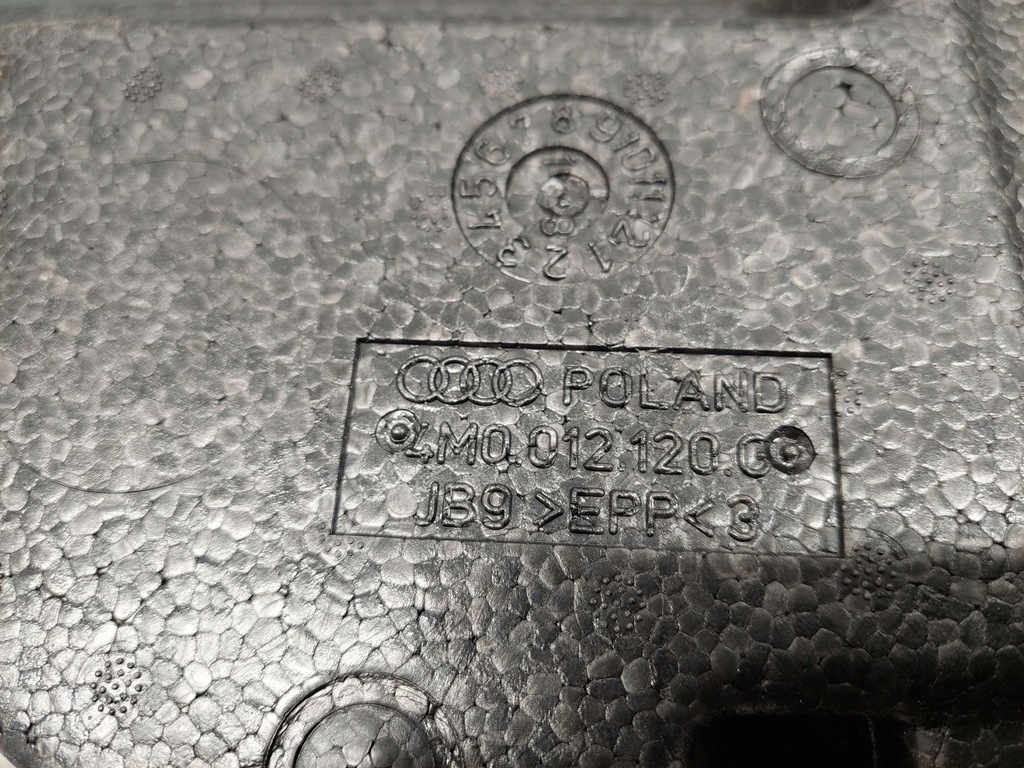 1 2 3 4 5 6 7 8 9 10 11 12
18
POLAND
4M0.012.120.C
JB9 >EPP< 3